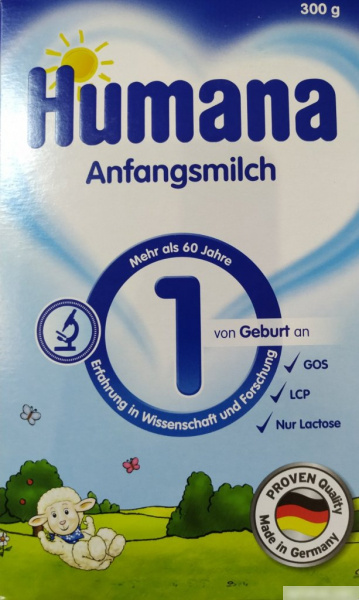 300 g
Humana
Anfangsmilch
Mehr als 60 Jahre
1
von Geburt an
Erfahrung in Wissenschaft und Forschung
GOS
LCP
Nur Lactose
PROVEN Quality
Made in Germany